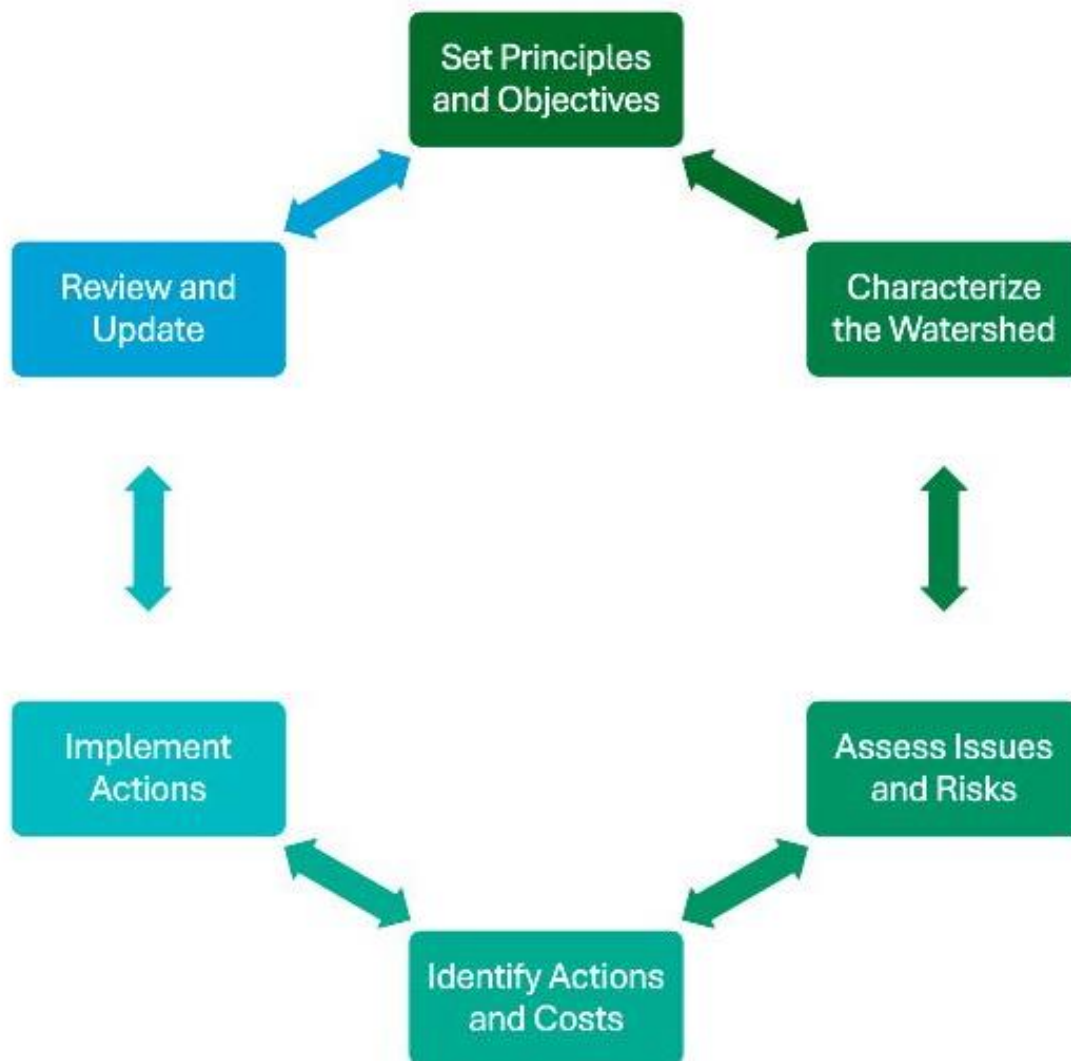 Set Principles
and Objectives
Characterize
the Watershed
Assess Issues
and Risks
Identify Actions
and Costs
Implement
Actions
Review and
Update